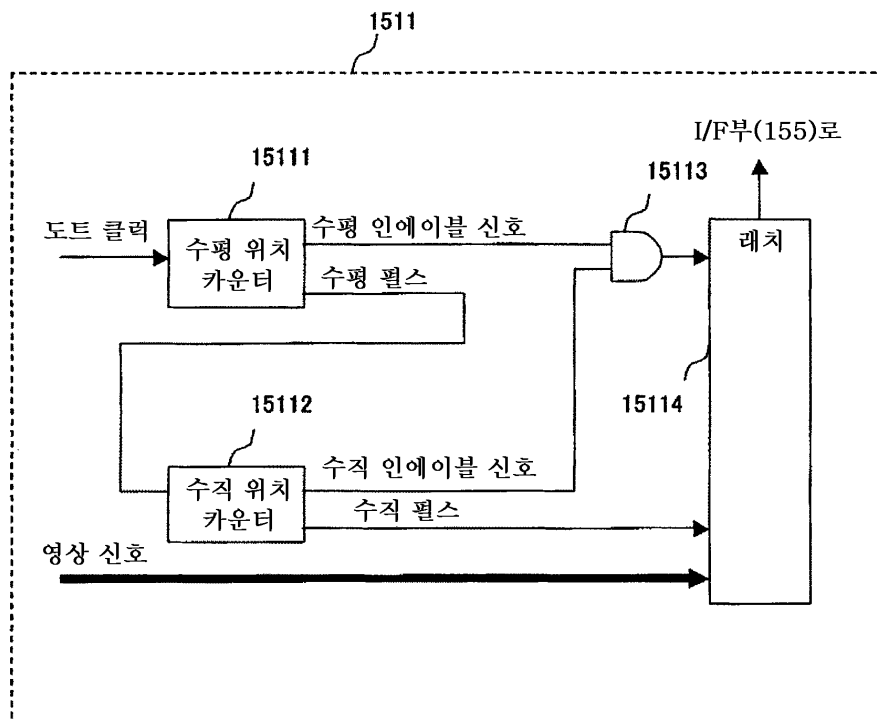 1511
I/F부(155)로
15111
15113
도트 클럭
수평 위치
카운터
수평 인에이블 신호
수평 펄스
래치
15112
15114
수직 위치
카운터
수직 인에이블 신호
수직 펄스
영상 신호